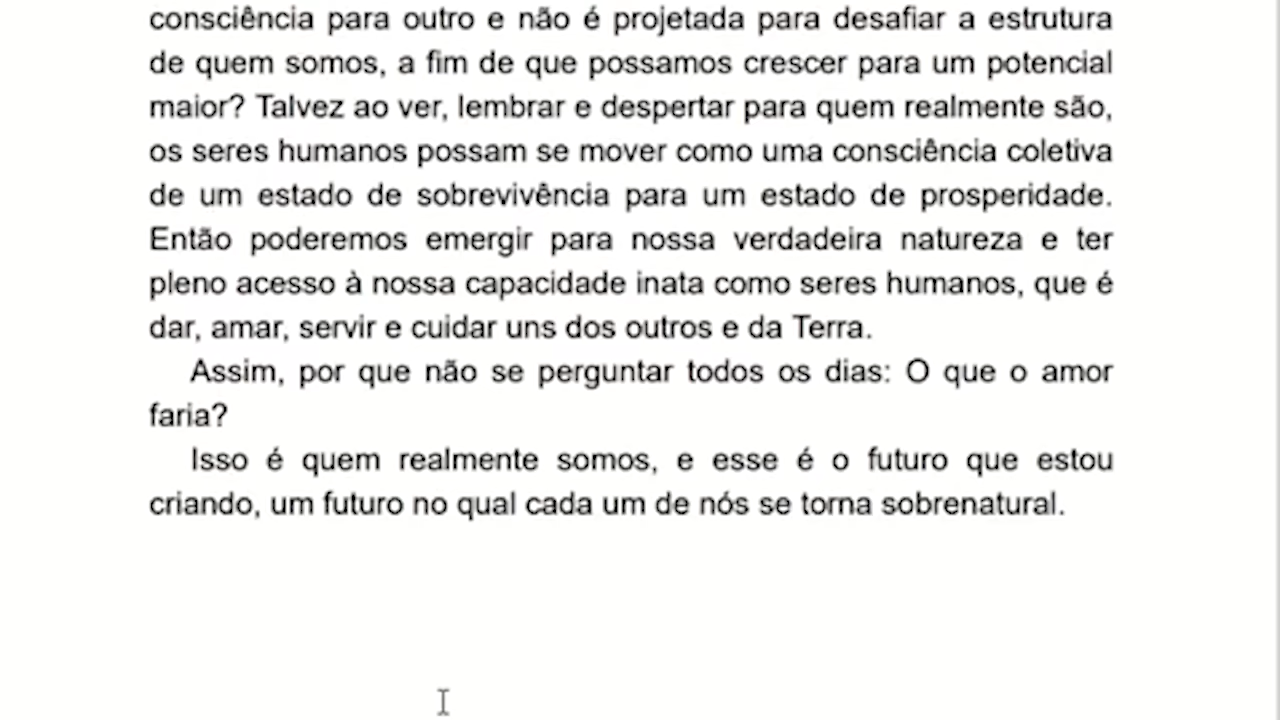 consciência para outro e não é projetada para desafiar a estrutura
de quem somos, a fim de que possamos crescer para um potencial
maior? Talvez ao ver, lembrar e despertar para quem realmente são,
os seres humanos possam se mover como uma consciência coletiva
de um estado de sobrevivência para um estado de prosperidade.
Então poderemos emergir para nossa verdadeira natureza e ter
pleno acesso à nossa capacidade inata como seres humanos, que é
dar, amar, servir e cuidar uns dos outros e da Terra.
Assim, por que não se perguntar todos os dias: O que o amor
faria?
Isso é quem realmente somos, e esse é o futuro que estou
criando, um futuro no qual cada um de nós se torna sobrenatural.